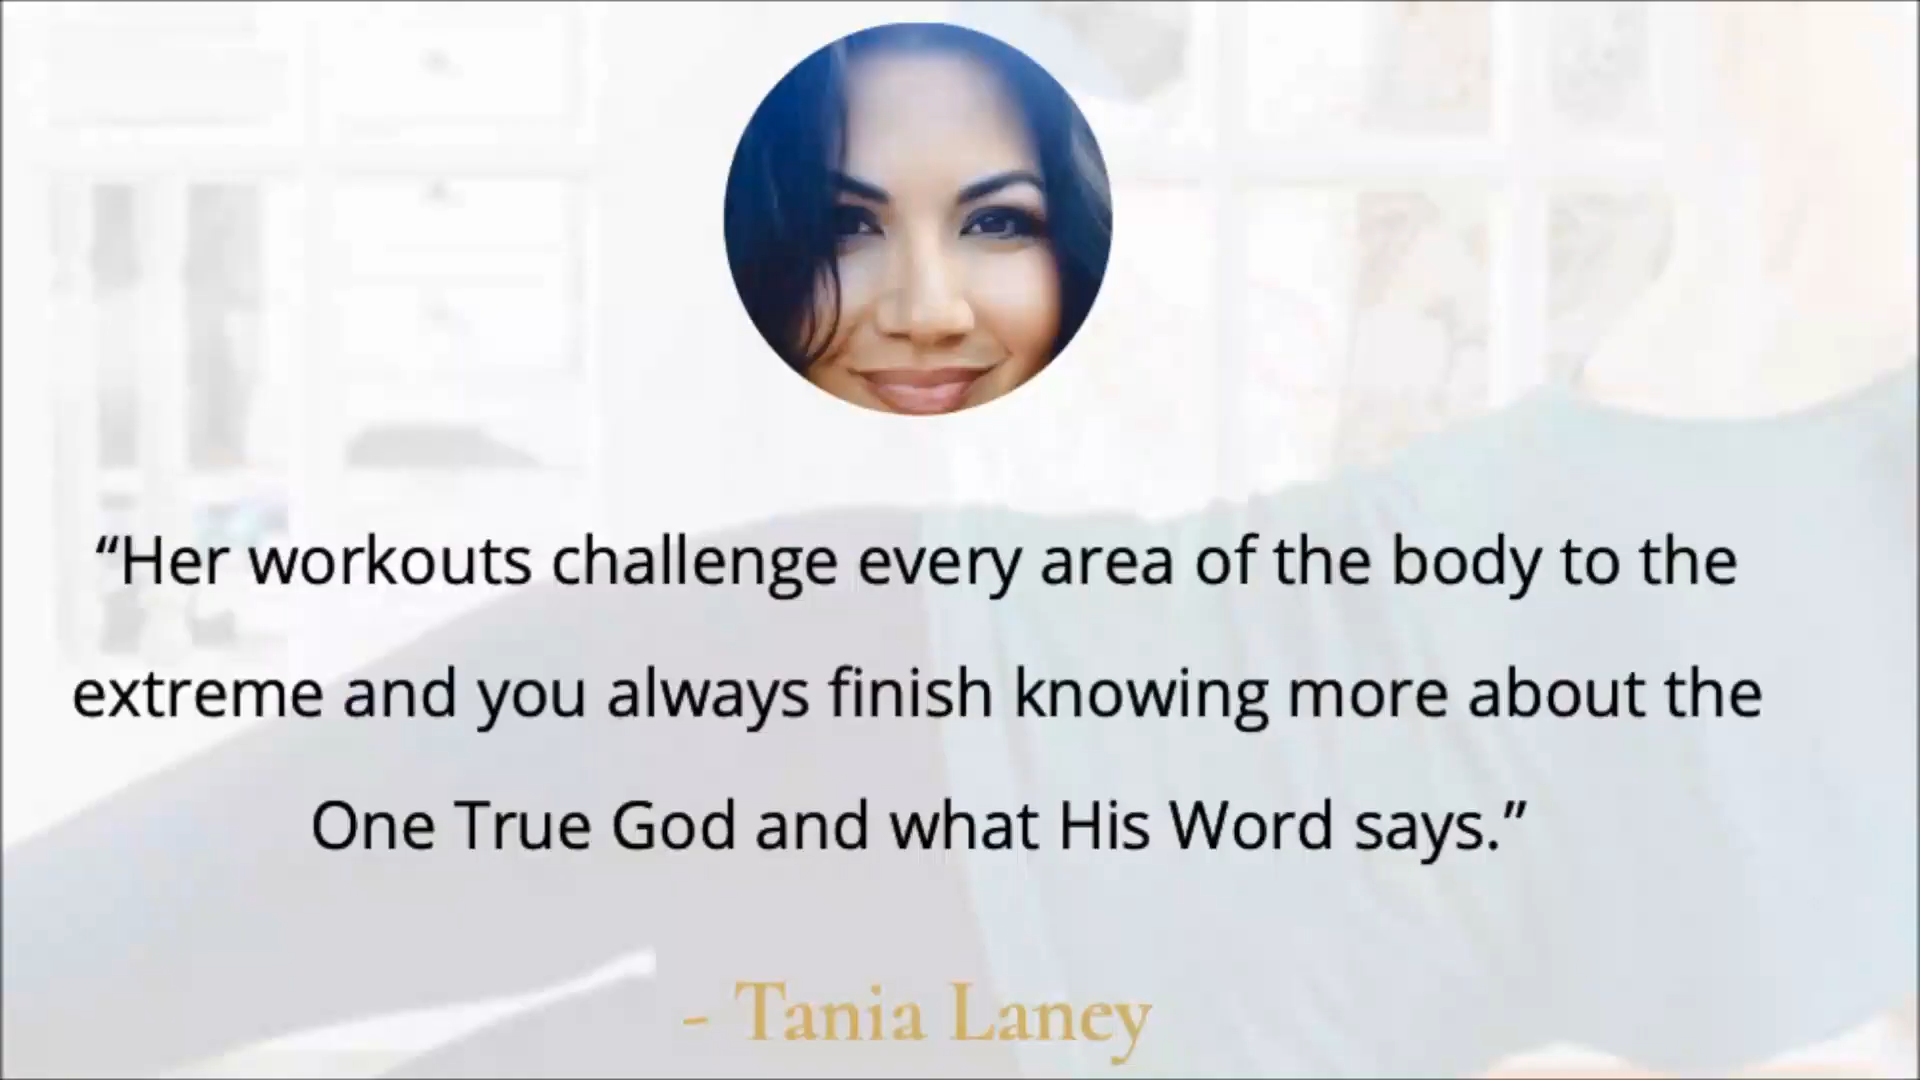 “Her workouts challenge every area of the body to the
extreme and you always finish knowing more about the
One True God and what His Word says.”
- Tania Laney